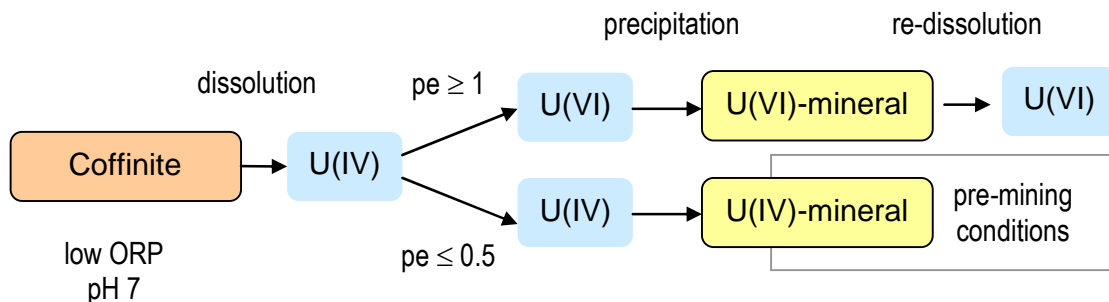 precipitation
re-dissolution
dissolution
pe ≥ 1
U(VI)
U(VI)-mineral
U(VI)
Coffinite
U(IV)
U(IV)
U(IV)-mineral
pre-mining
conditions
low ORP
pH 7
pe ≤ 0.5